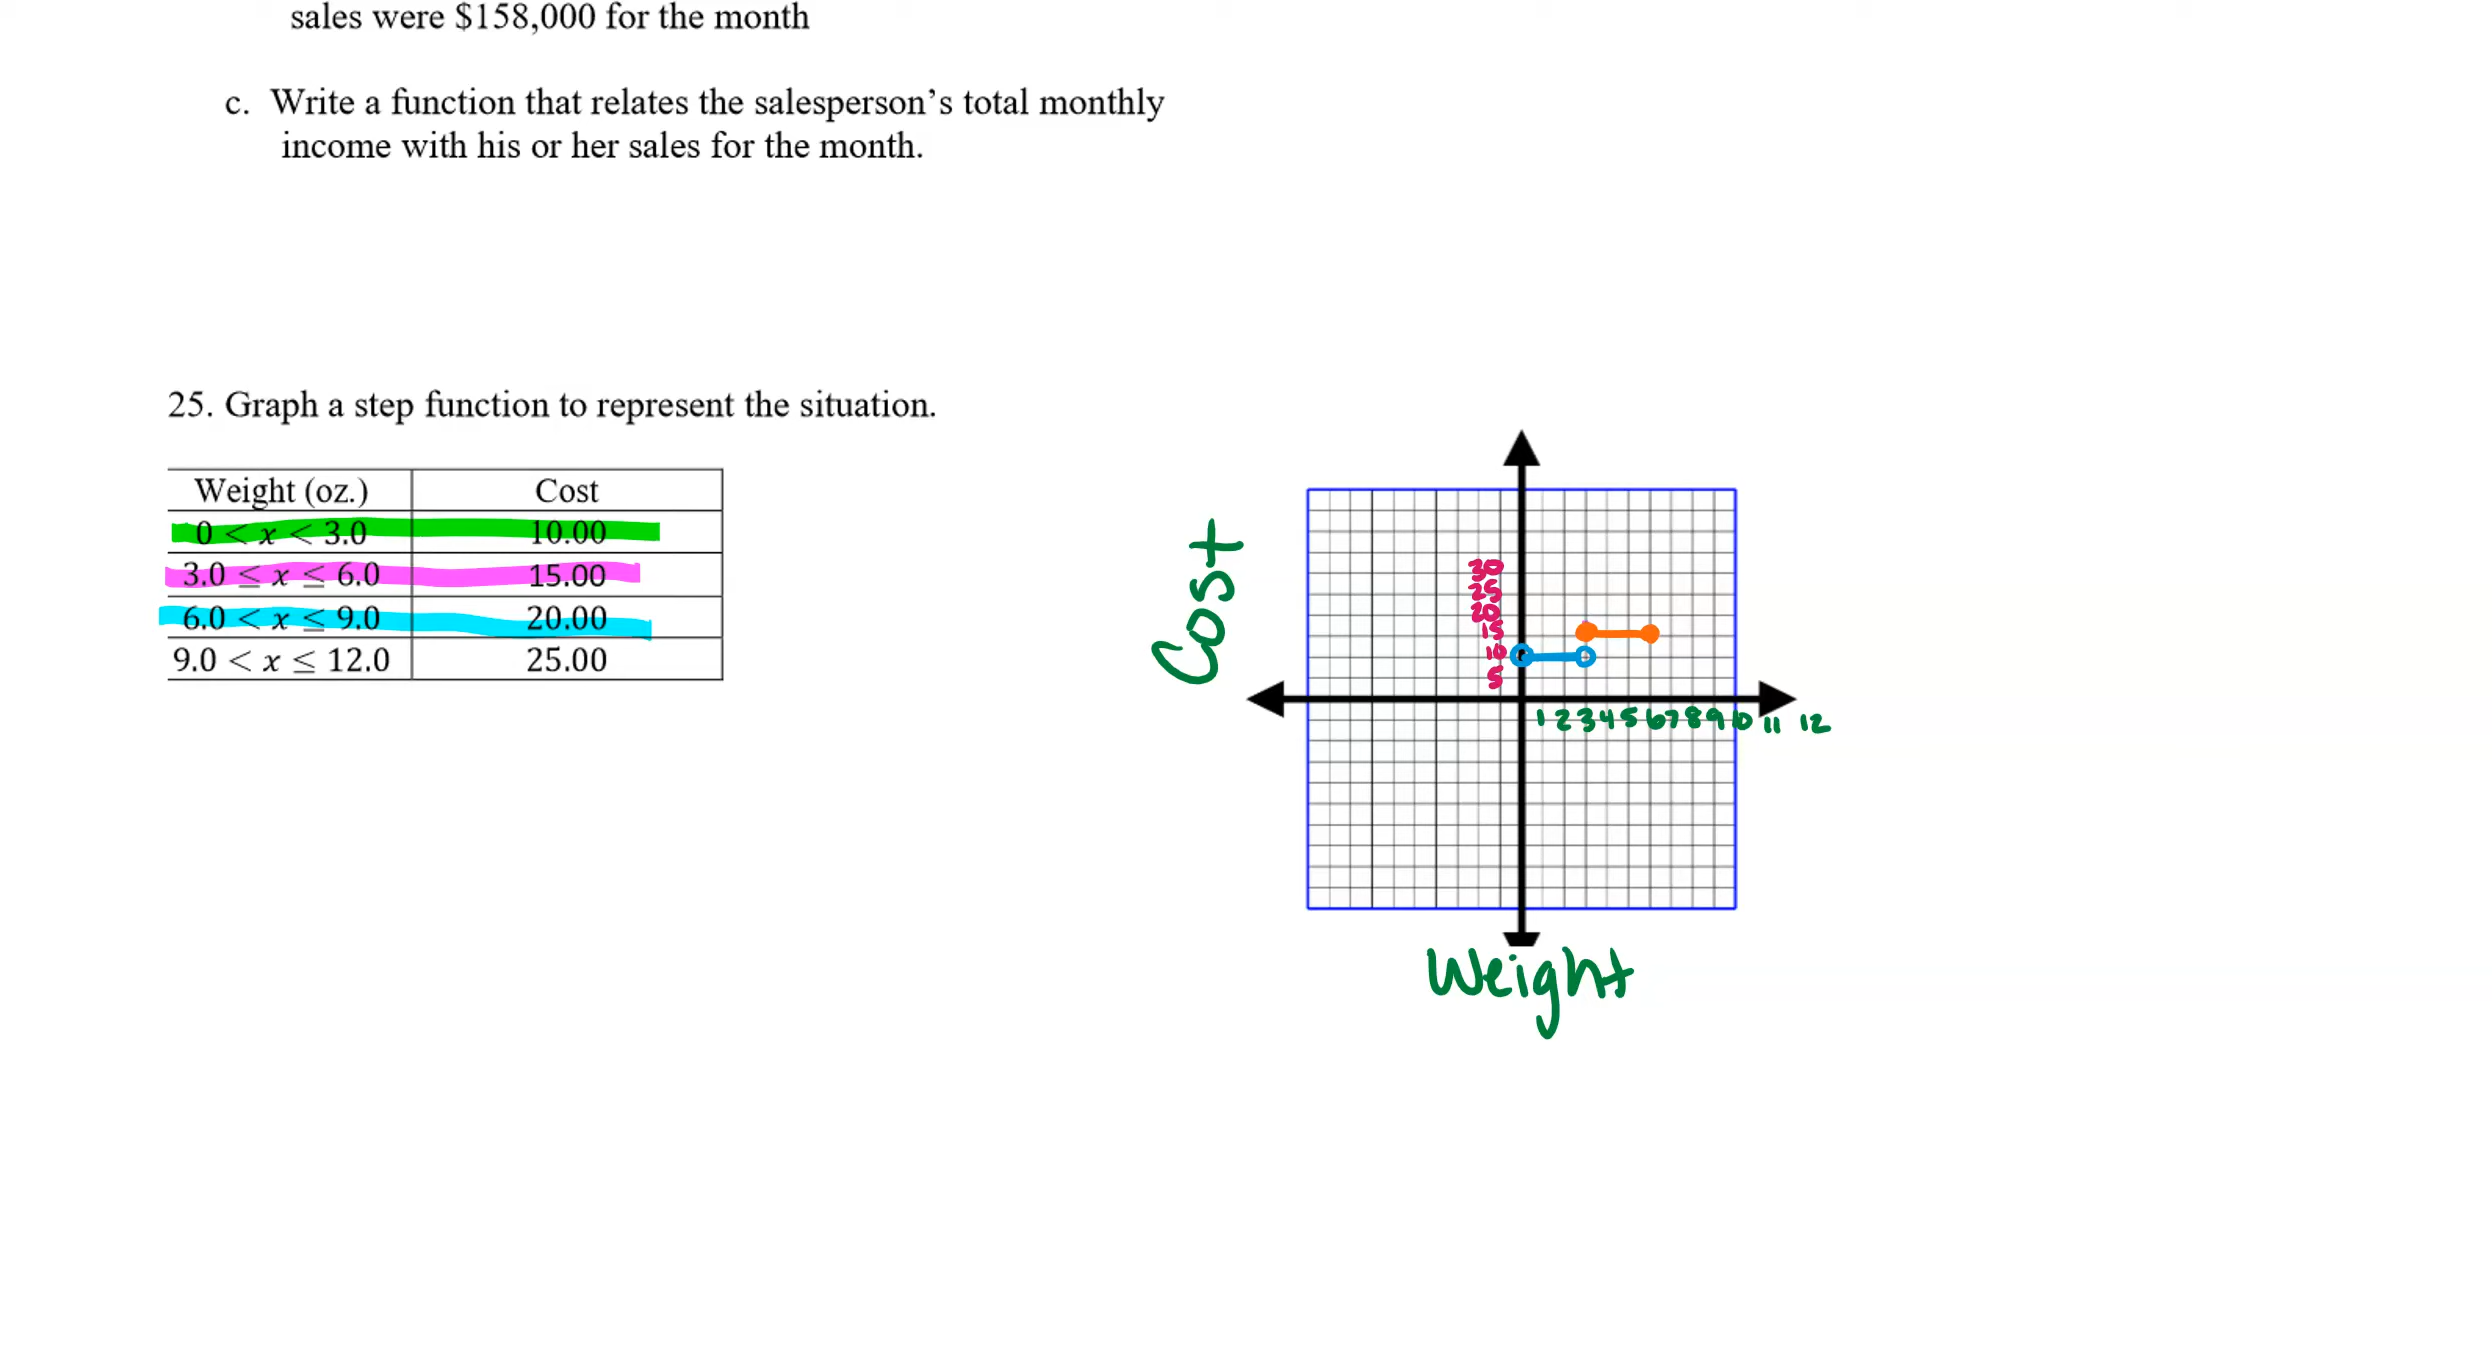 sales were $158,000 for the month
c. Write a function that relates the salesperson’s total monthly
income with his or her sales for the month.
25. Graph a step function to represent the situation.
Weight (oz.) Cost
0 < x < 3.0 10.00
3.0 ≤ x ≤ 6.0 15.00
6.0 < x ≤ 9.0 20.00
9.0 < x ≤ 12.0 25.00
Cost
30
25
20
15
10
5
1 2 3 4 5 6 7 8 9 10 11 12
Weight